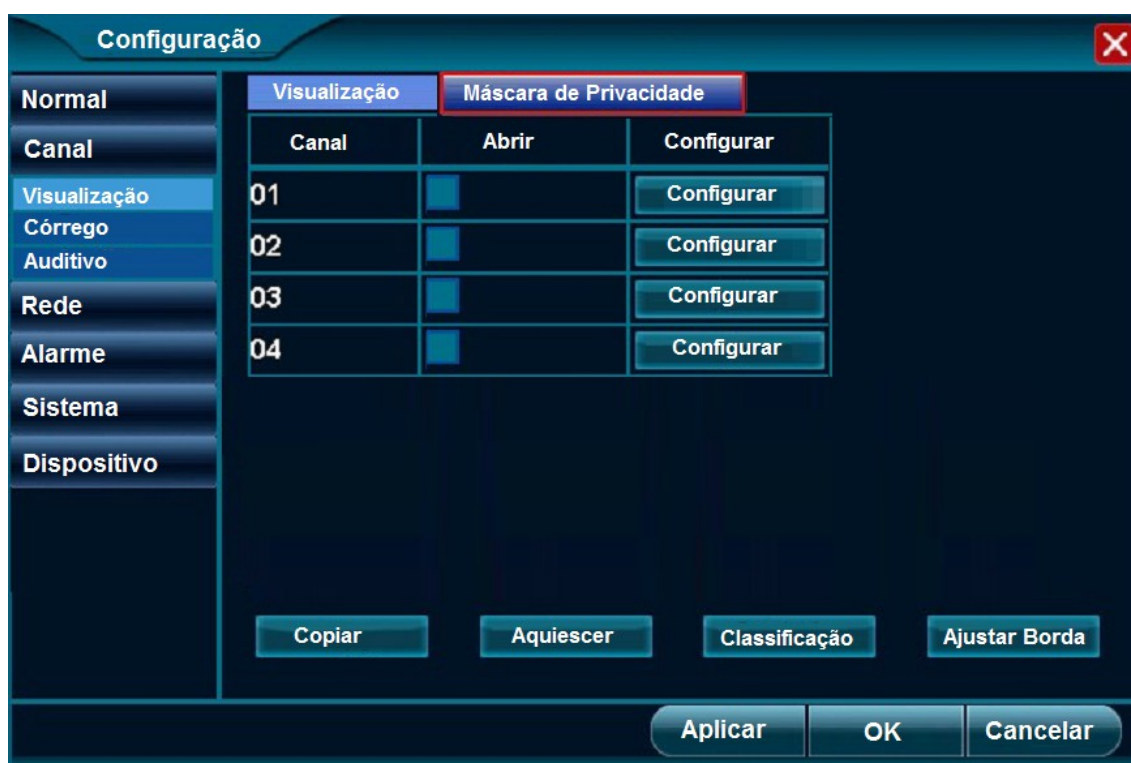 Configuração
Normal
Canal
Visualização
Córrego
Auditivo
Rede
Alarme
Sistema
Dispositivo
Visualização Máscara de Privacidade
Canal Abrir Configurar
01 Configurar
02 Configurar
03 Configurar
04 Configurar
Copiar Aquiescer Classificação Ajustar Borda
Aplicar OK Cancelar